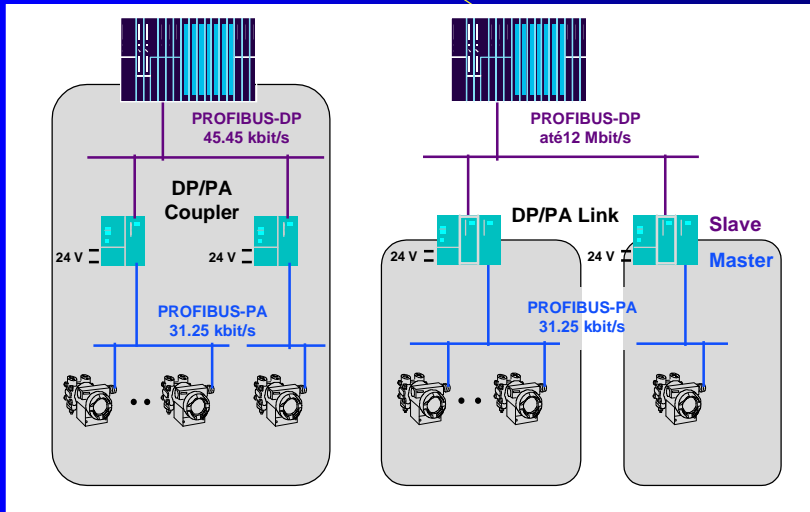 PROFIBUS-DP
45.45 kbit/s
DP/PA
Coupler
24 V
24 V
PROFIBUS-PA
31.25 kbit/s
PROFIBUS-DP
até12 Mbit/s
DP/PA Link
Slave
Master
24 V
24 V
PROFIBUS-PA
31.25 kbit/s